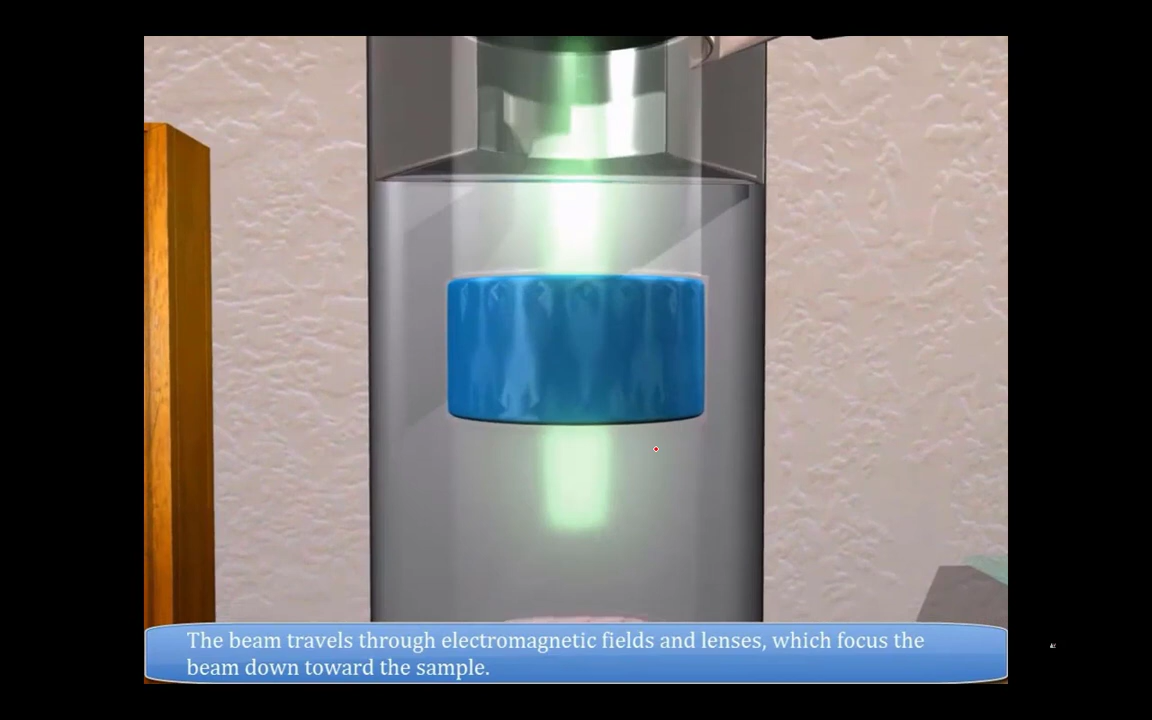 The beam travels through electromagnetic fields and lenses, which focus the
beam down toward the sample.